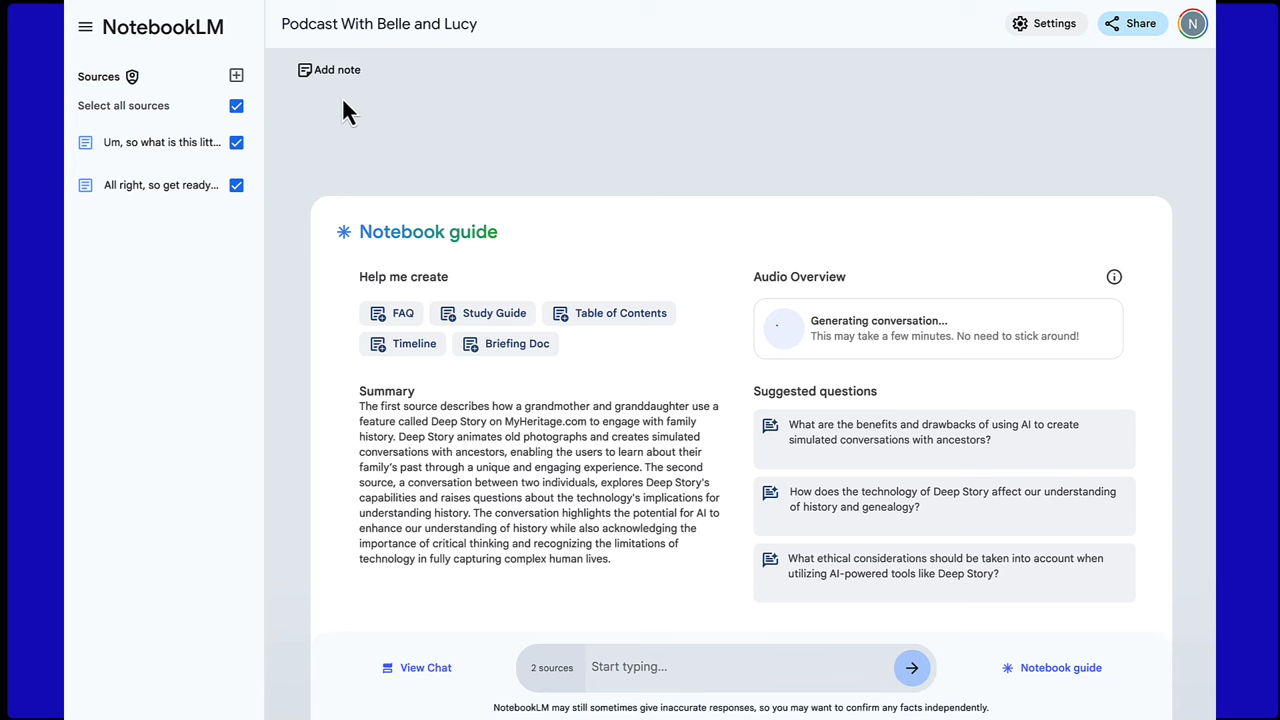 NotebookLM
Podcast With Belle and Lucy
Settings
Share
N
Sources
Select all sources
Um, so what is this litt...
All right, so get ready...
Add note
Notebook guide
Help me create
FAQ
Study Guide
Table of Contents
Timeline
Briefing Doc
Audio Overview
Generating conversation...
This may take a few minutes. No need to stick around!
Summary
The first source describes how a grandmother and granddaughter use a
feature called Deep Story on MyHeritage.com to engage with family
history. Deep Story animates old photographs and creates simulated
conversations with ancestors, enabling the users to learn about their
family's past through a unique and engaging experience. The second
source, a conversation between two individuals, explores Deep Story's
capabilities and raises questions about the technology's implications for
understanding history. The conversation highlights the potential for AI to
enhance our understanding of history while also acknowledging the
importance of critical thinking and recognizing the limitations of
technology in fully capturing complex human lives.
Suggested questions
What are the benefits and drawbacks of using AI to create
simulated conversations with ancestors?
How does the technology of Deep Story affect our understanding
of history and genealogy?
What ethical considerations should be taken into account when
utilizing AI-powered tools like Deep Story?
View Chat
2 sources
Start typing...
Notebook guide
NotebookLM may still sometimes give inaccurate responses, so you may want to confirm any facts independently.